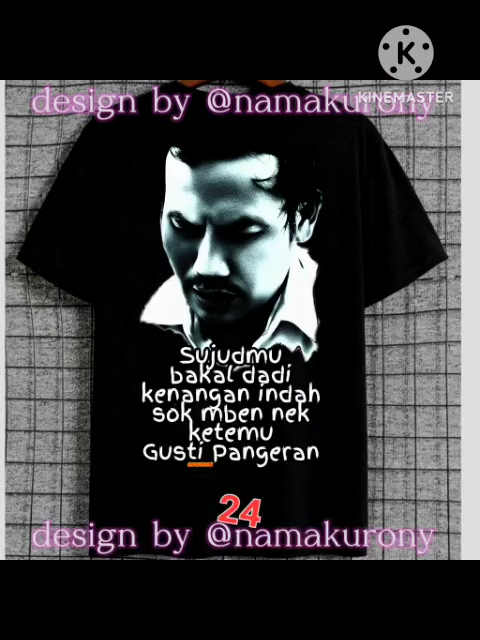 K
KINEMASTER
design by @namakurony
Sujudmu
bakal dadi
kenangan indah
sok mben nek
ketemu
Gusti Pangeran
24
design by @namakurony